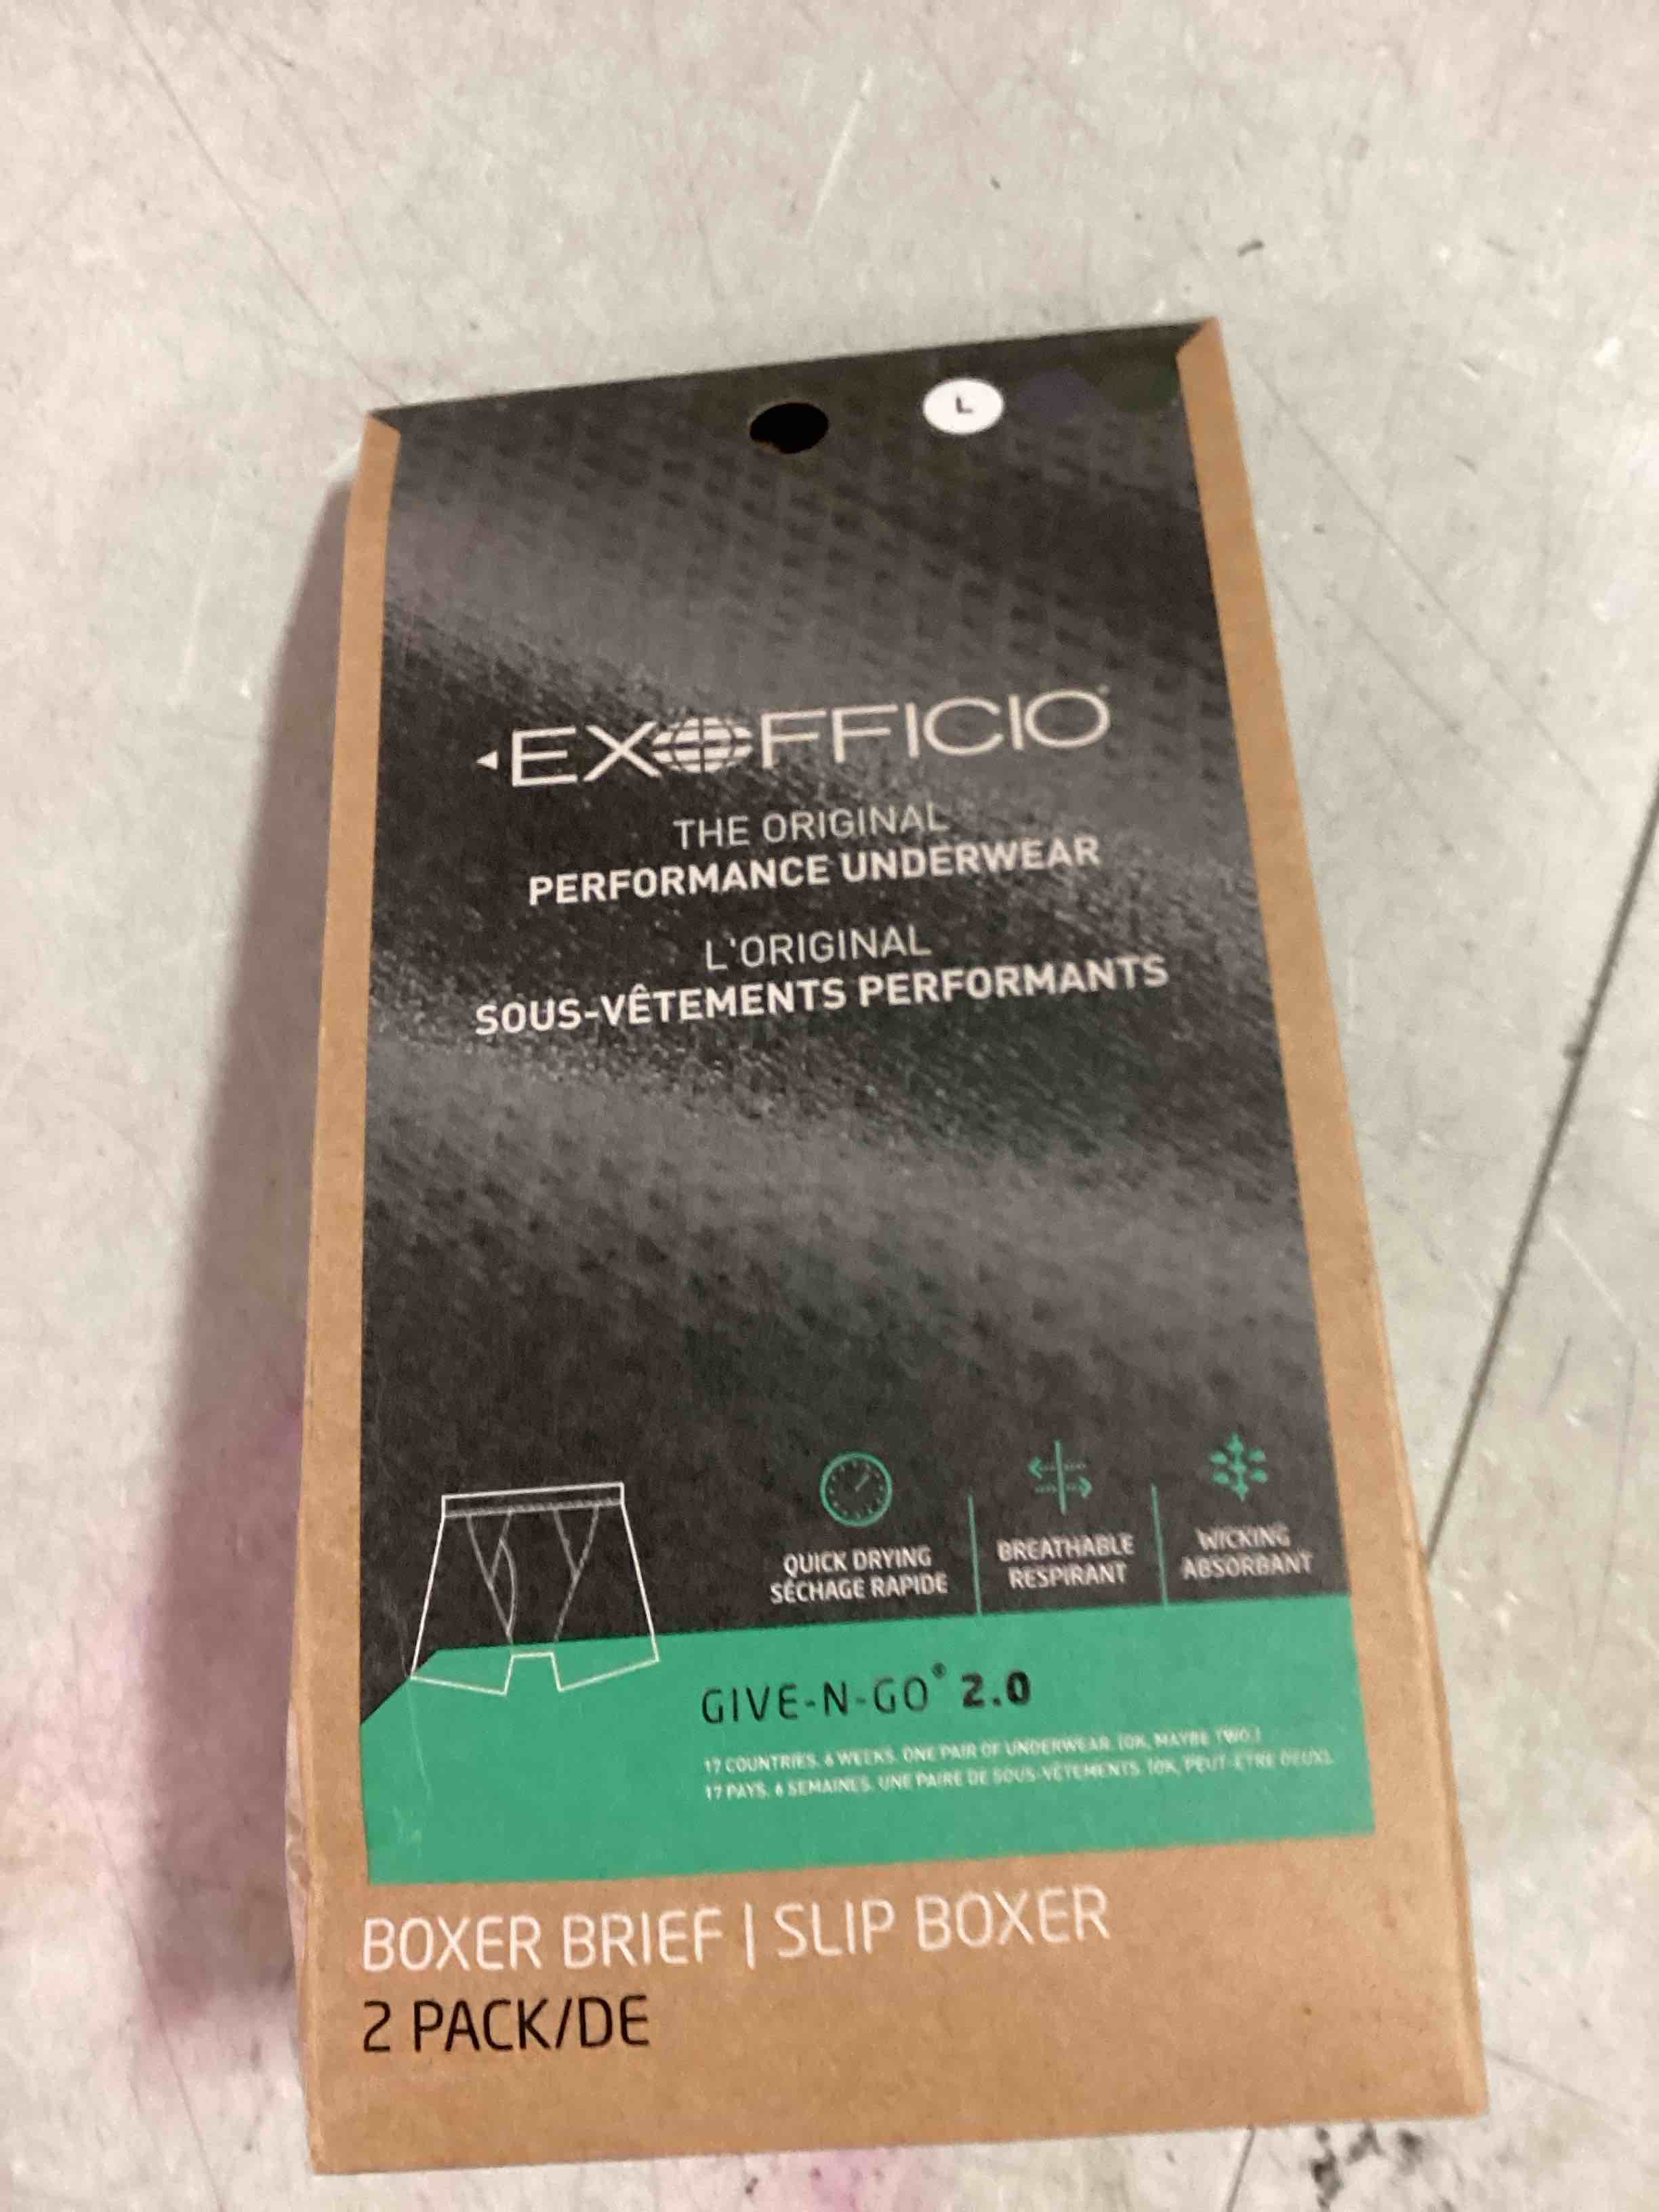 L
EXOFFICIO
THE ORIGINAL
PERFORMANCE UNDERWEAR
L'ORIGINAL
SOUS-VÊTEMENTS PERFORMANTS
QUICK DRYING
SÉCHAGE RAPIDE
BREATHABLE
RESPIRANT
WICKING
ABSORBANT
GIVE-N-GO® 2.0
17 COUNTRIES. 6 WEEKS. ONE PAIR OF UNDERWEAR. (OK, MAYBE TWO.)
17 PAYS. 6 SEMAINES. UNE PAIRE DE SOUS-VÊTEMENTS. (OK, PEUT-ÊTRE DEUX).
BOXER BRIEF | SLIP BOXER
2 PACK/DE